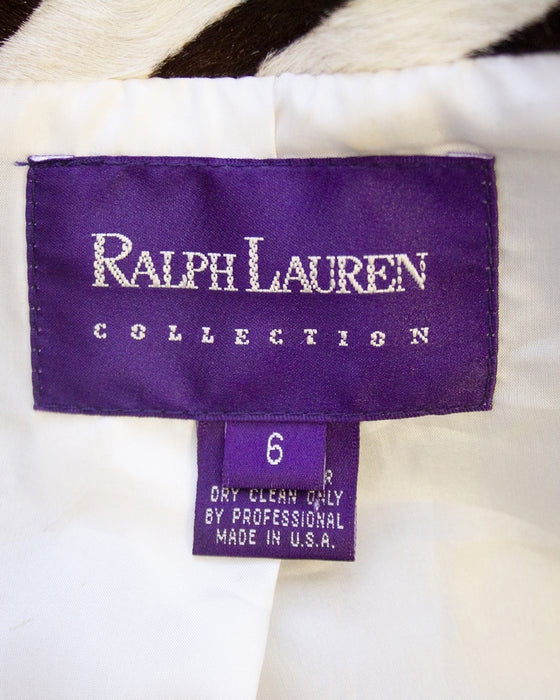 RALPH LAUREN
COLLECTION
6
DRY CLEAN ONLY
BY PROFESSIONAL
MADE IN U.S.A.